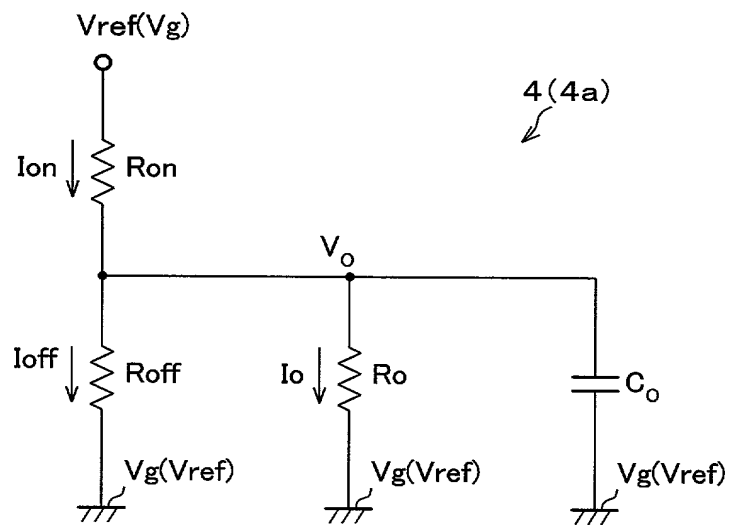 Vref(Vg)
4(4a)
Ion
Ron
Vo
Ioff
Roff
Io
Ro
Co
Vg(Vref)
Vg(Vref)
Vg(Vref)